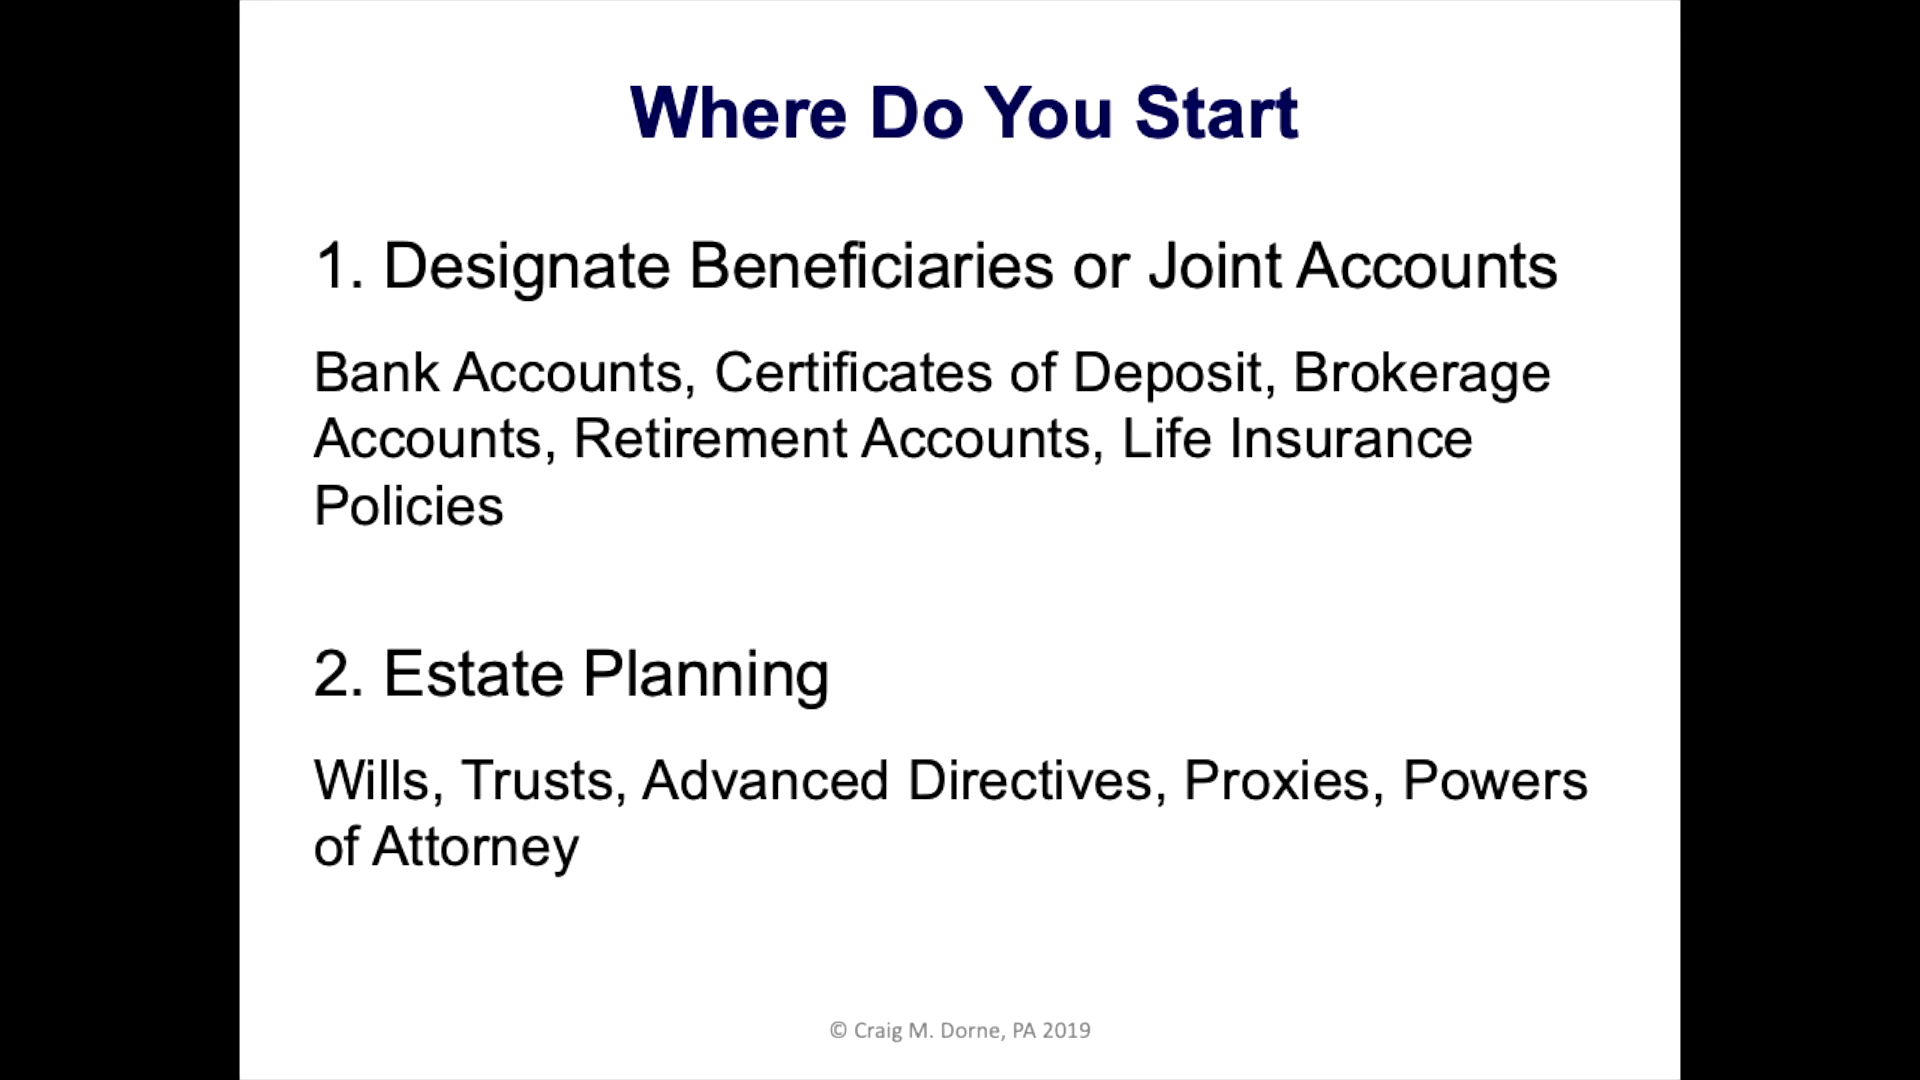 Where Do You Start
1. Designate Beneficiaries or Joint Accounts
Bank Accounts, Certificates of Deposit, Brokerage
Accounts, Retirement Accounts, Life Insurance
Policies
2. Estate Planning
Wills, Trusts, Advanced Directives, Proxies, Powers
of Attorney
© Craig M. Dorne, PA 2019